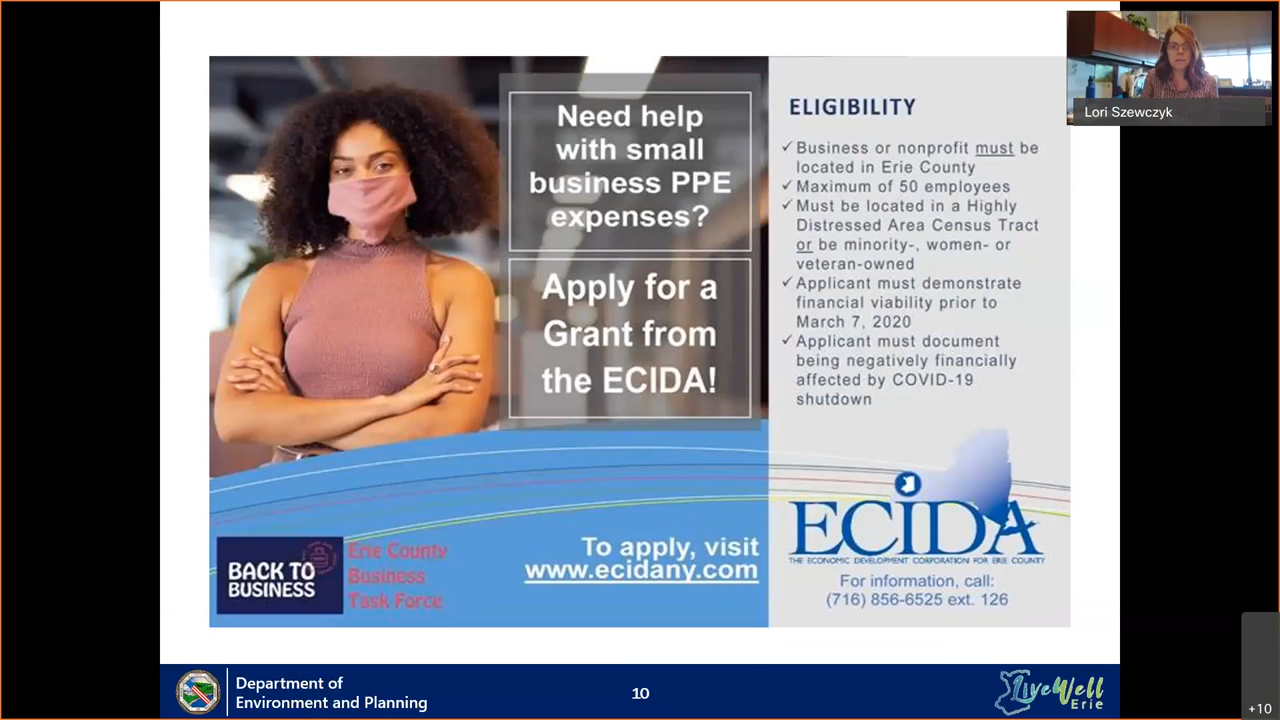 Need help
with small
business PPE
expenses?
Apply for a
Grant from
the ECIDA!
ELIGIBILITY
✓ Business or nonprofit must be
located in Erie County
✓ Maximum of 50 employees
✓ Must be located in a Highly
Distressed Area Census Tract
or be minority-, women- or
veteran-owned
✓ Applicant must demonstrate
financial viability prior to
March 7, 2020
✓ Applicant must document
being negatively financially
affected by COVID-19
shutdown
BACK TO
BUSINESS
Erie County
Business
Task Force
To apply, visit
www.ecidany.com
ECIDA
THE ECONOMIC DEVELOPMENT CORPORATION FOR ERIE COUNTY
For information, call:
(716) 856-6525 ext. 126
Department of
Environment and Planning
10
LiveWell
Erie
Lori Szewczyk
+10